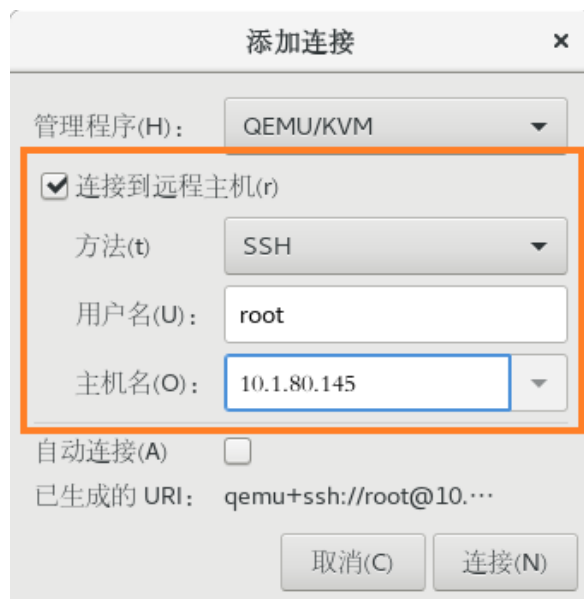 添加连接 ×
管理程序(H)： QEMU/KVM
连接到远程主机(r)
方法(t) SSH
用户名(U)： root
主机名(O)： 10.1.80.145
自动连接(A)
已生成的 URI： qemu+ssh://root@10.…
取消(C) 连接(N)